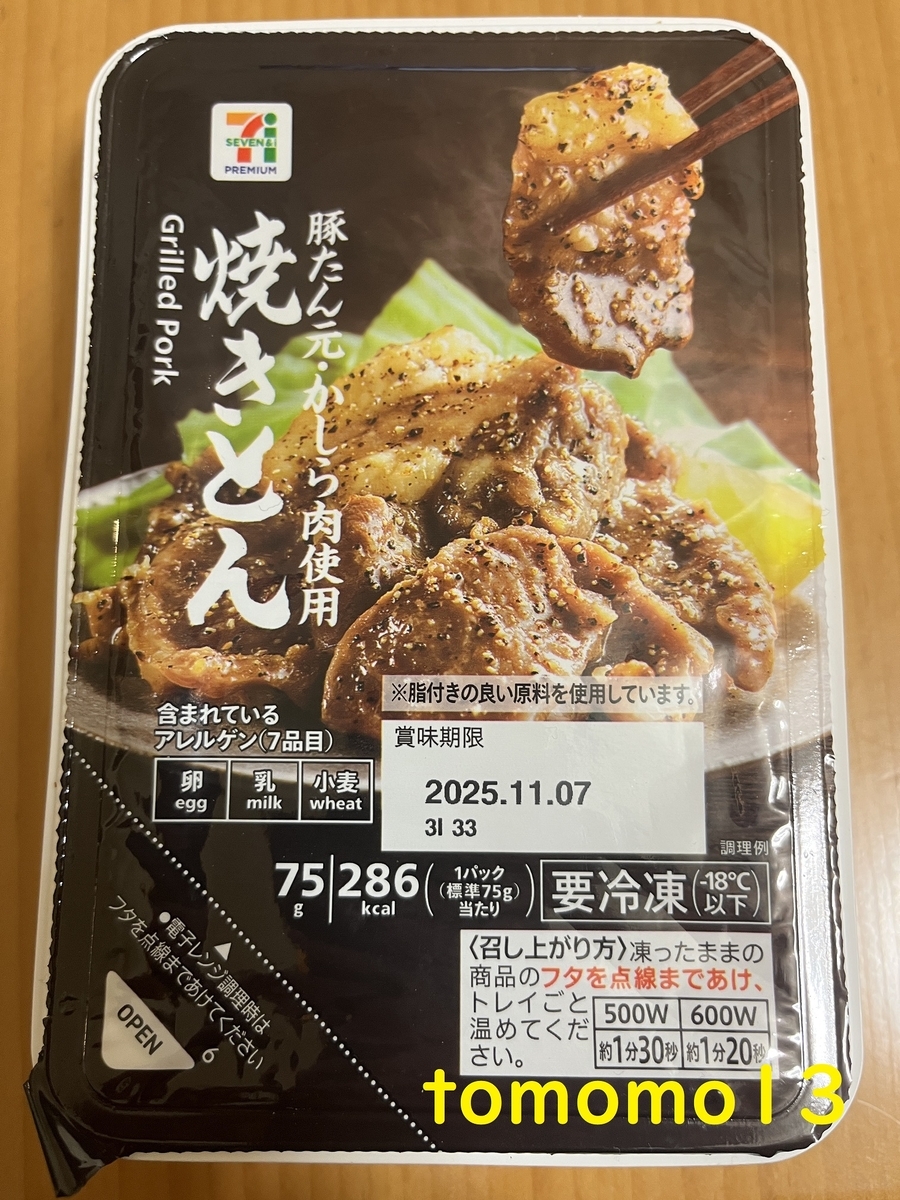 SEVEN&i
PREMIUM
豚たん元・かしら肉使用
焼きとん
Grilled Pork
※脂付きの良い原料を使用しています。
含まれている
アレルゲン(7品目)
卵 乳 小麦
egg milk wheat
賞味期限
2025.11.07
3I 33
調理例
75g 286kcal (1パック(標準75g)当たり)
要冷凍(-18℃以下)
〈召し上がり方〉凍ったままの
商品のフタを点線まであけ、
トレイごと
温めてくだ
さい。
500W 600W
約1分30秒 約1分20秒
●電子レンジ調理時は
フタを点線まであけてください
OPEN
6
tomomo13